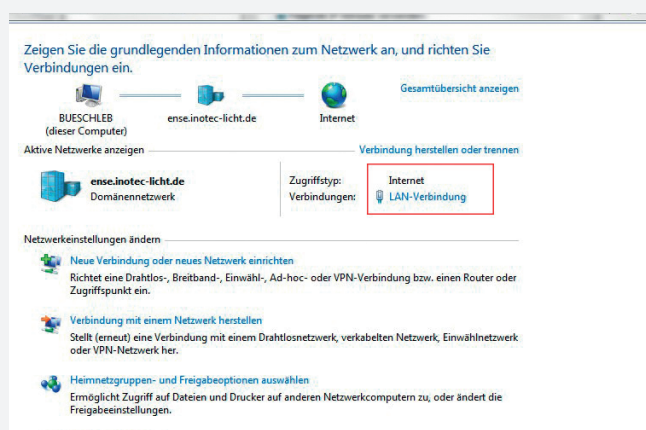 Zeigen Sie die grundlegenden Informationen zum Netzwerk an, und richten Sie
Verbindungen ein.
Gesamtübersicht anzeigen
BUESCHLEB
(dieser Computer)
ense.inotec-licht.de
Internet
Aktive Netzwerke anzeigen
Verbindung herstellen oder trennen
ense.inotec-licht.de
Domänennetzwerk
Zugriffstyp: Internet
Verbindungen: LAN-Verbindung
Netzwerkeinstellungen ändern
Neue Verbindung oder neues Netzwerk einrichten
Richtet eine Drahtlos-, Breitband-, Einwähl-, Ad-hoc- oder VPN-Verbindung bzw. einen Router oder
Zugriffspunkt ein.
Verbindung mit einem Netzwerk herstellen
Stellt (erneut) eine Verbindung mit einem Drahtlosnetzwerk, verkabelten Netzwerk, Einwählnetzwerk
oder VPN-Netzwerk her.
Heimnetzgruppen- und Freigabeoptionen auswählen
Ermöglicht Zugriff auf Dateien und Drucker auf anderen Netzwerkcomputern zu, oder ändert die
Freigabeeinstellungen.